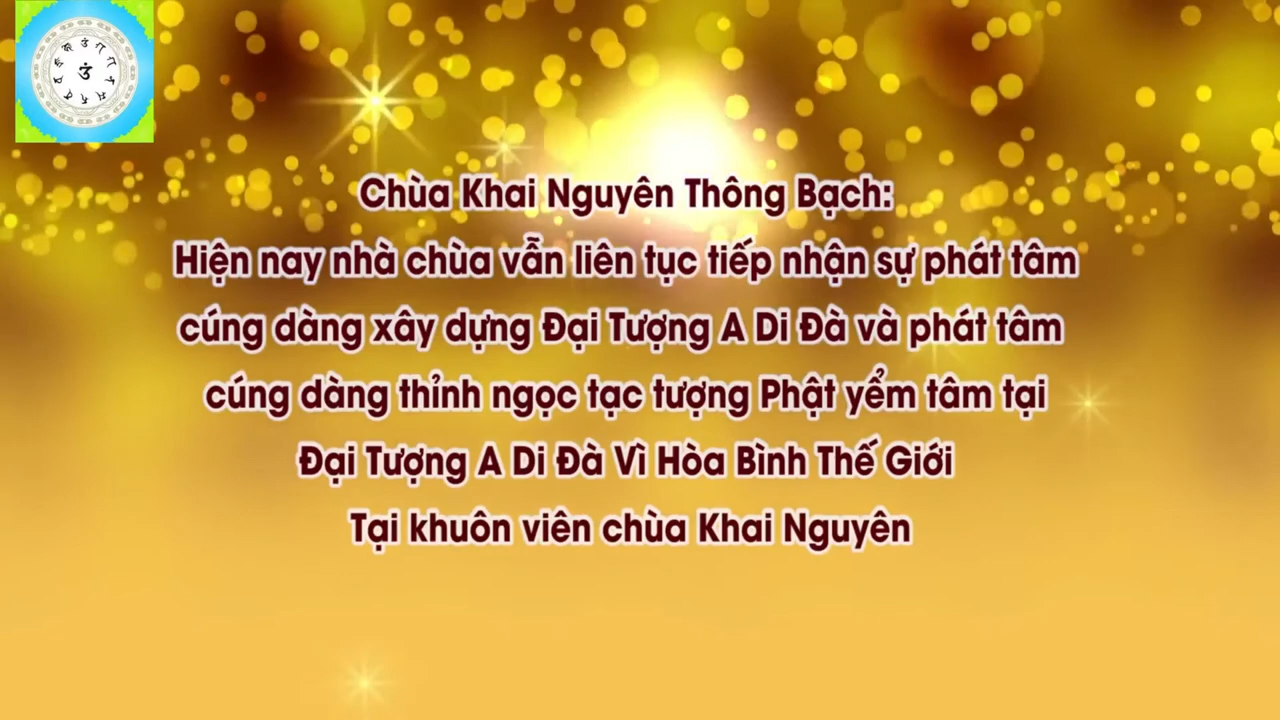 Chùa Khai Nguyên Thông Bạch:
Hiện nay nhà chùa vẫn liên tục tiếp nhận sự phát tâm
cúng dàng xây dựng Đại Tượng A Di Đà và phát tâm
cúng dàng thỉnh ngọc tạc tượng Phật yểm tâm tại
Đại Tượng A Di Đà Vì Hòa Bình Thế Giới
Tại khuôn viên chùa Khai Nguyên